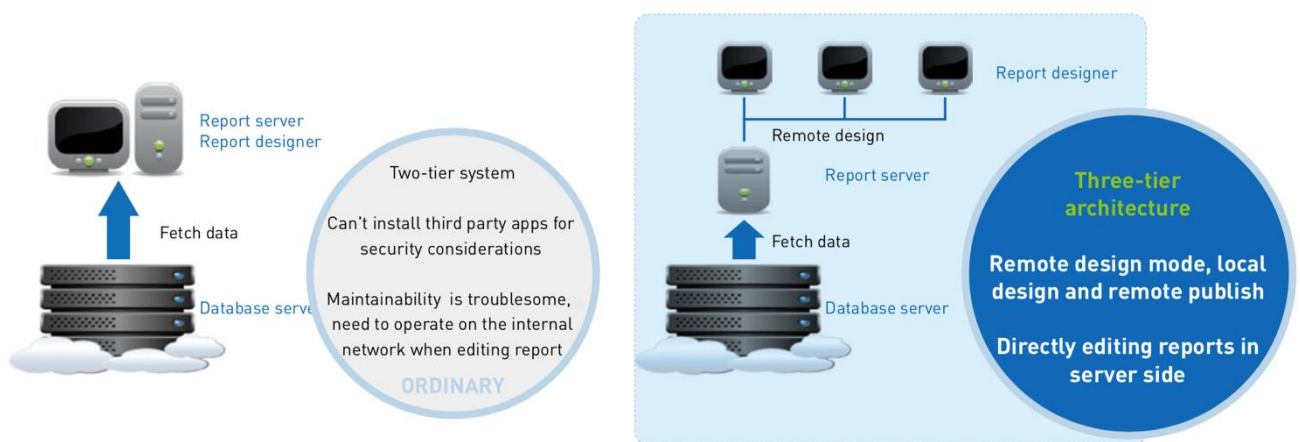 Report server
Report designer
Fetch data
Database serve
Two-tier system
Can't install third party apps for
security considerations
Maintainability is troublesome,
need to operate on the internal
network when editing report
ORDINARY
Report designer
Remote design
Report server
Fetch data
Database server
Three-tier
architecture
Remote design mode, local
design and remote publish
Directly editing reports in
server side